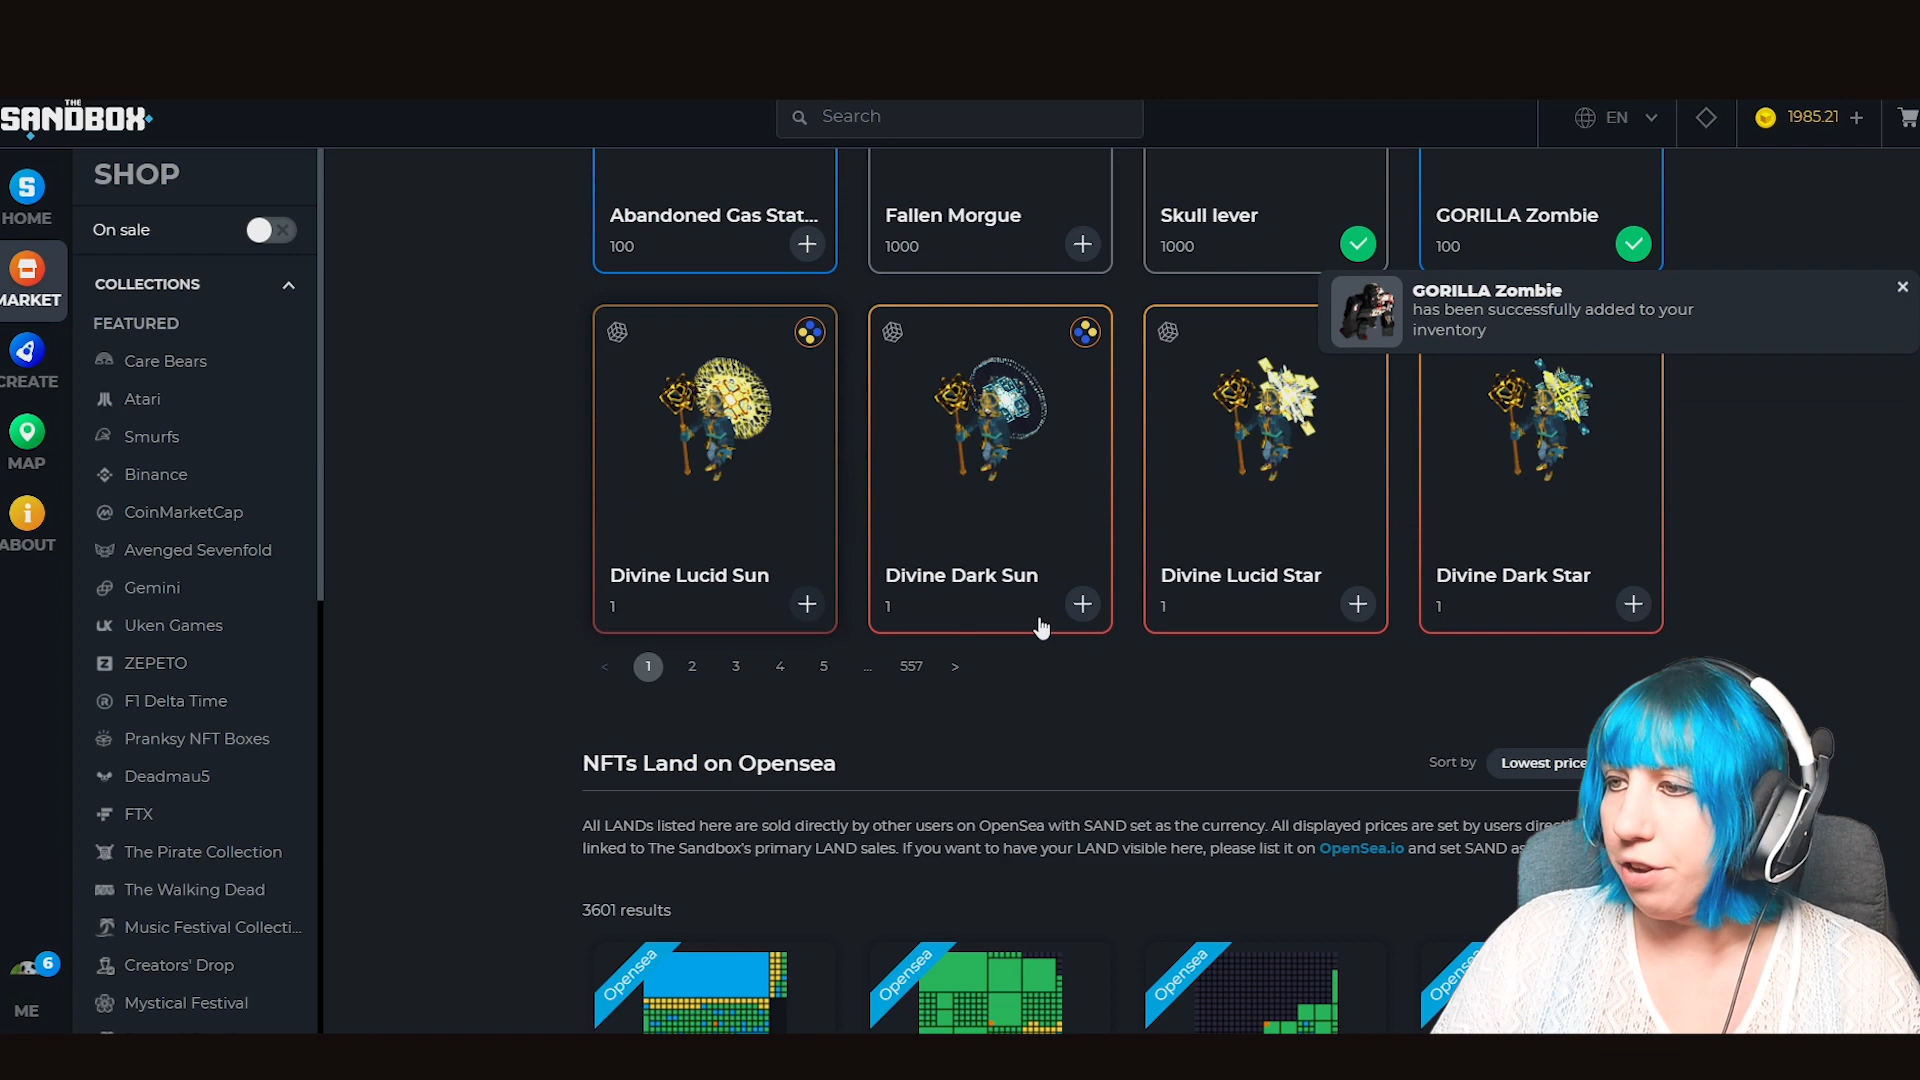 THE
SANDBOX
Search
EN
1985.21 +
SHOP
On sale
COLLECTIONS
FEATURED
Care Bears
Atari
Smurfs
Binance
CoinMarketCap
Avenged Sevenfold
Gemini
Uken Games
ZEPETO
F1 Delta Time
Pranksy NFT Boxes
Deadmau5
FTX
The Pirate Collection
The Walking Dead
Music Festival Collecti...
Creators' Drop
Mystical Festival
HOME
MARKET
CREATE
MAP
ABOUT
6
ME
Abandoned Gas Stat...
100
Fallen Morgue
1000
Skull lever
1000
GORILLA Zombie
100
GORILLA Zombie
has been successfully added to your
inventory
Divine Lucid Sun
1
Divine Dark Sun
1
Divine Lucid Star
1
Divine Dark Star
1
< 1 2 3 4 5 ... 557 >
NFTs Land on Opensea
Sort by Lowest price
All LANDs listed here are sold directly by other users on OpenSea with SAND set as the currency. All displayed prices are set by users
linked to The Sandbox's primary LAND sales. If you want to have your LAND visible here, please list it on OpenSea.io and set SAND as
3601 results
Opensea
Opensea
Opensea